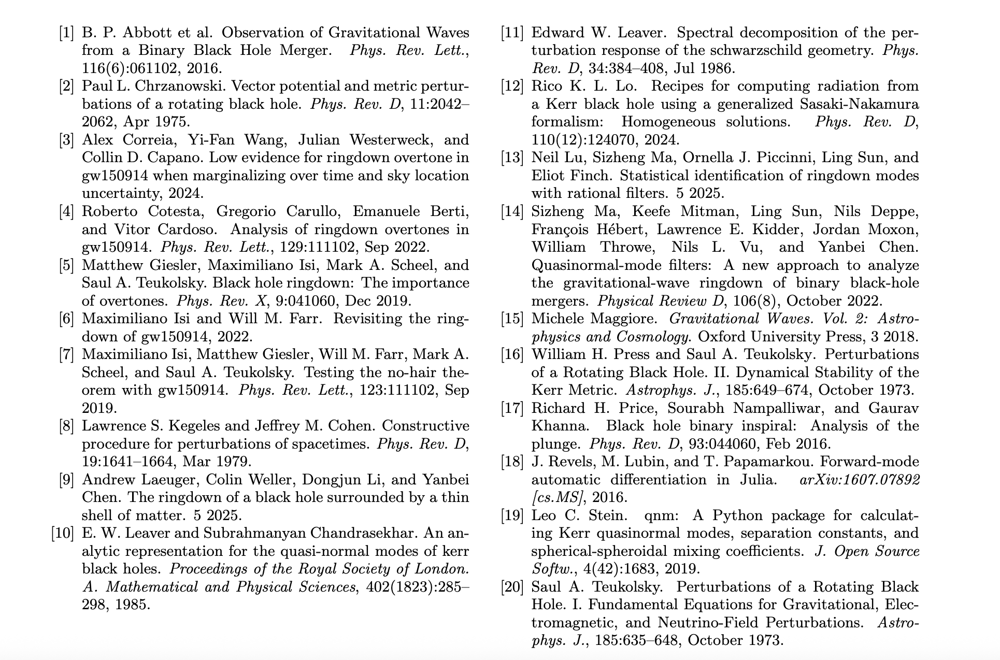 [1] B. P. Abbott et al. Observation of Gravitational Waves
from a Binary Black Hole Merger. Phys. Rev. Lett.,
116(6):061102, 2016.
[2] Paul L. Chrzanowski. Vector potential and metric pertur-
bations of a rotating black hole. Phys. Rev. D, 11:2042–
2062, Apr 1975.
[3] Alex Correia, Yi-Fan Wang, Julian Westerweck, and
Collin D. Capano. Low evidence for ringdown overtone in
gw150914 when marginalizing over time and sky location
uncertainty, 2024.
[4] Roberto Cotesta, Gregorio Carullo, Emanuele Berti,
and Vitor Cardoso. Analysis of ringdown overtones in
gw150914. Phys. Rev. Lett., 129:111102, Sep 2022.
[5] Matthew Giesler, Maximiliano Isi, Mark A. Scheel, and
Saul A. Teukolsky. Black hole ringdown: The importance
of overtones. Phys. Rev. X, 9:041060, Dec 2019.
[6] Maximiliano Isi and Will M. Farr. Revisiting the ring-
down of gw150914, 2022.
[7] Maximiliano Isi, Matthew Giesler, Will M. Farr, Mark A.
Scheel, and Saul A. Teukolsky. Testing the no-hair the-
orem with gw150914. Phys. Rev. Lett., 123:111102, Sep
2019.
[8] Lawrence S. Kegeles and Jeffrey M. Cohen. Constructive
procedure for perturbations of spacetimes. Phys. Rev. D,
19:1641–1664, Mar 1979.
[9] Andrew Laeuger, Colin Weller, Dongjun Li, and Yanbei
Chen. The ringdown of a black hole surrounded by a thin
shell of matter. 5 2025.
[10] E. W. Leaver and Subrahmanyan Chandrasekhar. An an-
alytic representation for the quasi-normal modes of kerr
black holes. Proceedings of the Royal Society of London.
A. Mathematical and Physical Sciences, 402(1823):285–
298, 1985.
[11] Edward W. Leaver. Spectral decomposition of the per-
turbation response of the schwarzschild geometry. Phys.
Rev. D, 34:384–408, Jul 1986.
[12] Rico K. L. Lo. Recipes for computing radiation from
a Kerr black hole using a generalized Sasaki-Nakamura
formalism: Homogeneous solutions. Phys. Rev. D,
110(12):124070, 2024.
[13] Neil Lu, Sizheng Ma, Ornella J. Piccinni, Ling Sun, and
Eliot Finch. Statistical identification of ringdown modes
with rational filters. 5 2025.
[14] Sizheng Ma, Keefe Mitman, Ling Sun, Nils Deppe,
François Hébert, Lawrence E. Kidder, Jordan Moxon,
William Throwe, Nils L. Vu, and Yanbei Chen.
Quasinormal-mode filters: A new approach to analyze
the gravitational-wave ringdown of binary black-hole
mergers. Physical Review D, 106(8), October 2022.
[15] Michele Maggiore. Gravitational Waves. Vol. 2: Astro-
physics and Cosmology. Oxford University Press, 3 2018.
[16] William H. Press and Saul A. Teukolsky. Perturbations
of a Rotating Black Hole. II. Dynamical Stability of the
Kerr Metric. Astrophys. J., 185:649–674, October 1973.
[17] Richard H. Price, Sourabh Nampalliwar, and Gaurav
Khanna. Black hole binary inspiral: Analysis of the
plunge. Phys. Rev. D, 93:044060, Feb 2016.
[18] J. Revels, M. Lubin, and T. Papamarkou. Forward-mode
automatic differentiation in Julia. arXiv:1607.07892
[cs.MS], 2016.
[19] Leo C. Stein. qnm: A Python package for calculat-
ing Kerr quasinormal modes, separation constants, and
spherical-spheroidal mixing coefficients. J. Open Source
Softw., 4(42):1683, 2019.
[20] Saul A. Teukolsky. Perturbations of a Rotating Black
Hole. I. Fundamental Equations for Gravitational, Elec-
tromagnetic, and Neutrino-Field Perturbations. Astro-
phys. J., 185:635–648, October 1973.